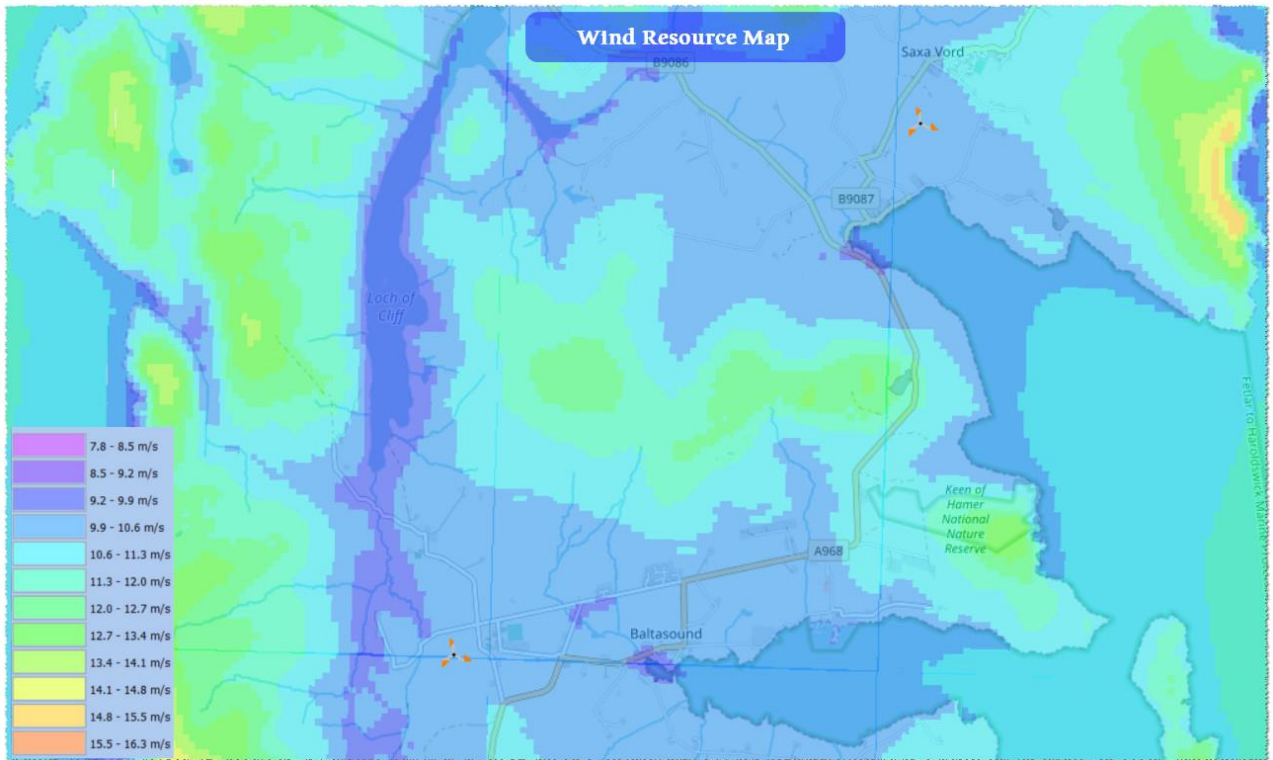 Wind Resource Map
B9086
Saxa Vord
B9087
Loch of
Cliff
7.8 - 8.5 m/s
8.5 - 9.2 m/s
9.2 - 9.9 m/s
9.9 - 10.6 m/s
10.6 - 11.3 m/s
11.3 - 12.0 m/s
12.0 - 12.7 m/s
12.7 - 13.4 m/s
13.4 - 14.1 m/s
14.1 - 14.8 m/s
14.8 - 15.5 m/s
15.5 - 16.3 m/s
Keen of
Hamer
National
Nature
Reserve
A968
Baltasound
Fetlar to Haroldswick Marine